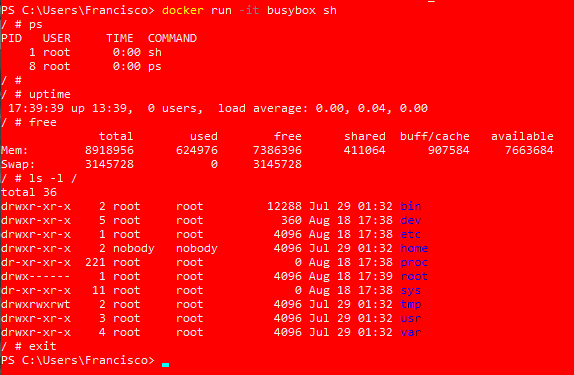 PS C:\Users\Francisco> docker run -it busybox sh
/ # ps
PID   USER     TIME  COMMAND
    1 root      0:00 sh
    8 root      0:00 ps
/ #
/ # uptime
 17:39:39 up 13:39,  0 users,  load average: 0.00, 0.04, 0.00
/ # free
              total        used        free      shared  buff/cache   available
Mem:        8918956      624976     7386396      411064      907584     7663684
Swap:       3145728           0     3145728
/ # ls -l /
total 36
drwxr-xr-x    2 root     root         12288 Jul 29 01:32 bin
drwxr-xr-x    5 root     root           360 Aug 18 17:38 dev
drwxr-xr-x    1 root     root          4096 Aug 18 17:38 etc
drwxr-xr-x    2 nobody   nobody        4096 Jul 29 01:32 home
dr-xr-xr-x  221 root     root             0 Aug 18 17:38 proc
drwx------    1 root     root          4096 Aug 18 17:39 root
dr-xr-xr-x   11 root     root             0 Aug 18 17:38 sys
drwxrwxrwt    2 root     root          4096 Jul 29 01:32 tmp
drwxr-xr-x    3 root     root          4096 Jul 29 01:32 usr
drwxr-xr-x    4 root     root          4096 Jul 29 01:32 var
/ # exit
PS C:\Users\Francisco>